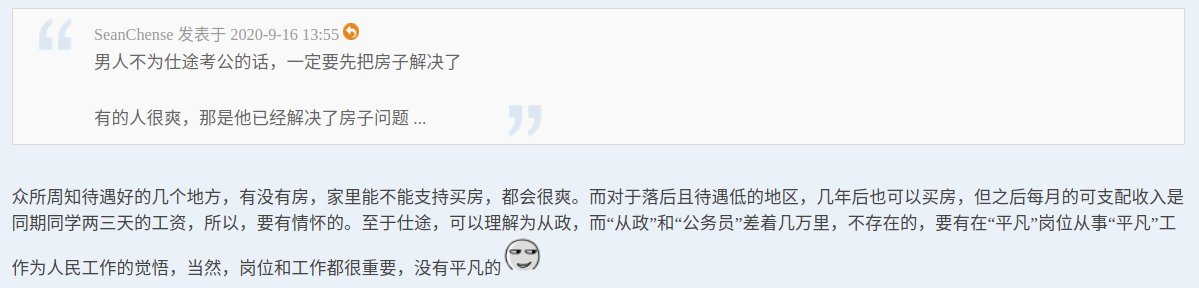 SeanChense 发表于 2020-9-16 13:55
男人不为仕途考公的话，一定要先把房子解决了
有的人很爽，那是他已经解决了房子问题 ...
众所周知待遇好的几个地方，有没有房，家里能不能支持买房，都会很爽。而对于落后且待遇低的地区，几年后也可以买房，但之后每月的可支配收入是
同期同学两三天的工资，所以，要有情怀的。至于仕途，可以理解为从政，而“从政”和“公务员”差着几万里，不存在的，要有在“平凡”岗位从事“平凡”工
作为人民工作的觉悟，当然，岗位和工作都很重要，没有平凡的